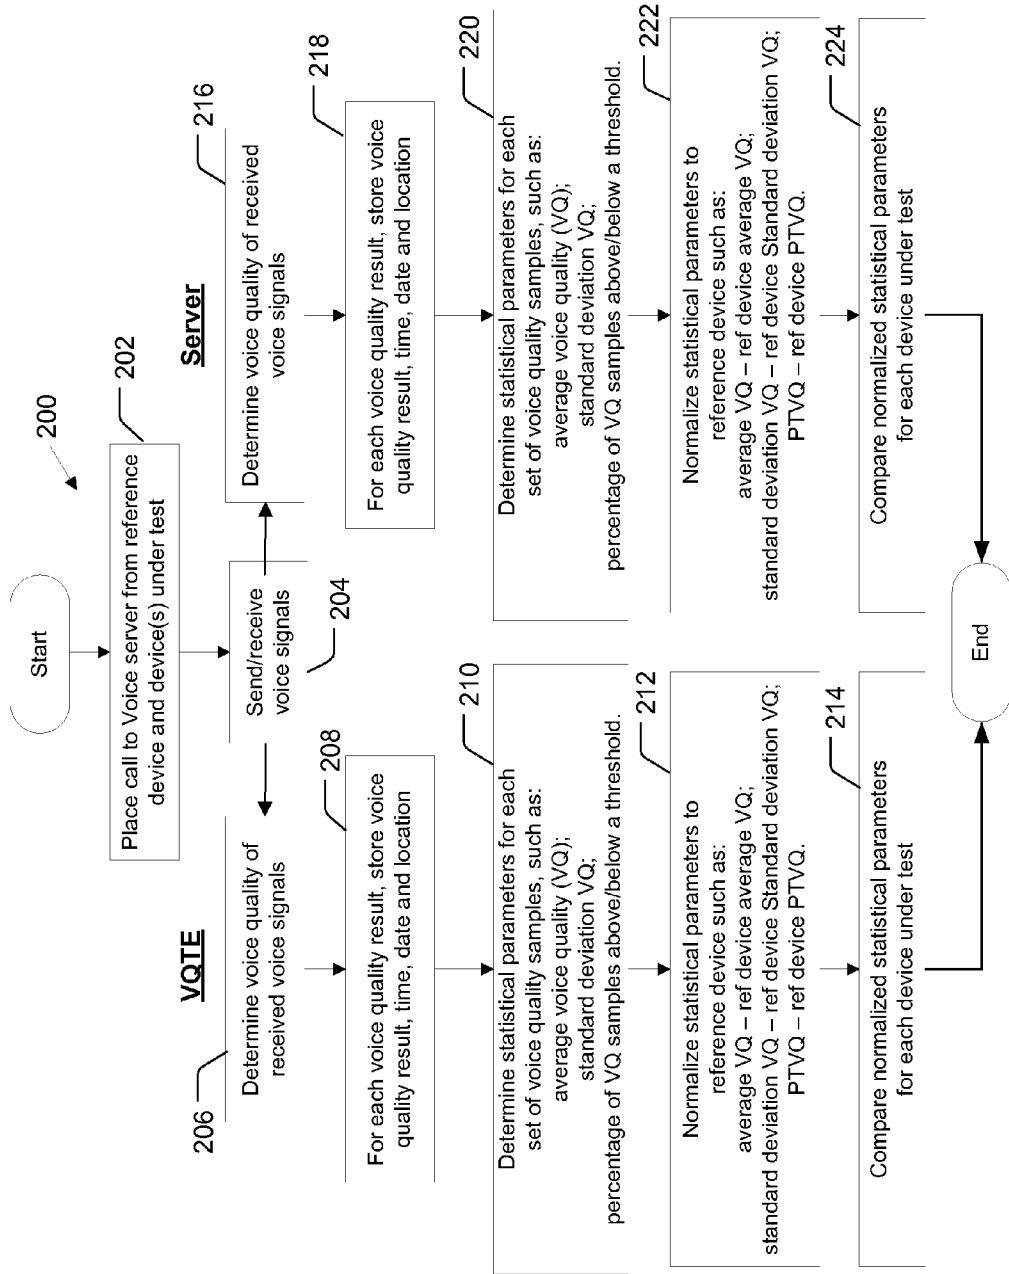 200
Start
202
Place call to Voice server from reference
device and device(s) under test
204
Send/receive
voice signals
VQTE
206
Determine voice quality of
received voice signals
208
For each voice quality result, store voice
quality result, time, date and location
210
Determine statistical parameters for each
set of voice quality samples, such as:
average voice quality (VQ);
standard deviation VQ;
percentage of VQ samples above/below a threshold.
212
Normalize statistical parameters to
reference device such as:
average VQ – ref device average VQ;
standard deviation VQ – ref device Standard deviation VQ;
PTVQ – ref device PTVQ.
214
Compare normalized statistical parameters
for each device under test
Server
216
Determine voice quality of received
voice signals
218
For each voice quality result, store voice
quality result, time, date and location
220
Determine statistical parameters for each
set of voice quality samples, such as:
average voice quality (VQ);
standard deviation VQ;
percentage of VQ samples above/below a threshold.
222
Normalize statistical parameters to
reference device such as:
average VQ – ref device average VQ;
standard deviation VQ – ref device Standard deviation VQ;
PTVQ – ref device PTVQ.
224
Compare normalized statistical parameters
for each device under test
End